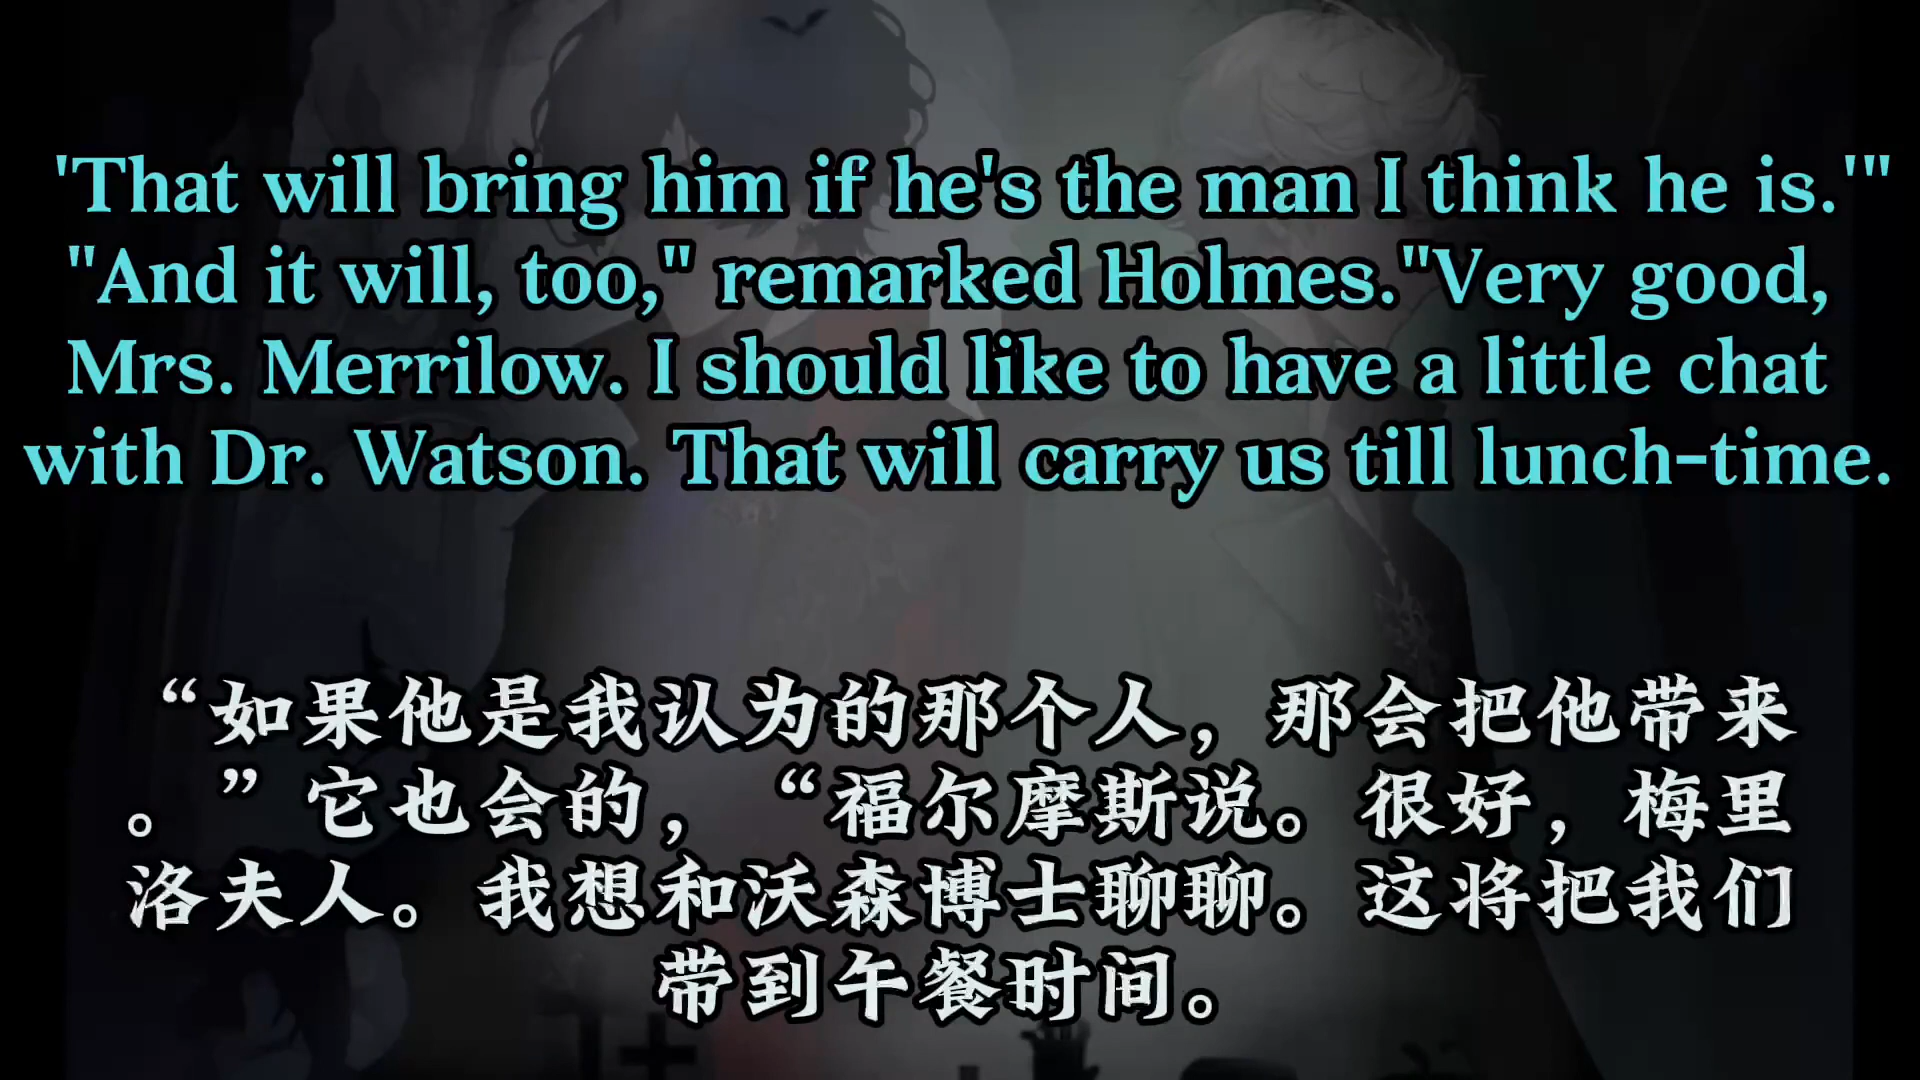 'That will bring him if he's the man I think he is.'"
"And it will, too," remarked Holmes."Very good,
Mrs. Merrilow. I should like to have a little chat
with Dr. Watson. That will carry us till lunch-time.
“如果他是我认为的那个人，那会把他带来
。”它也会的，“福尔摩斯说。很好，梅里
洛夫人。我想和沃森博士聊聊。这将把我们
带到午餐时间。